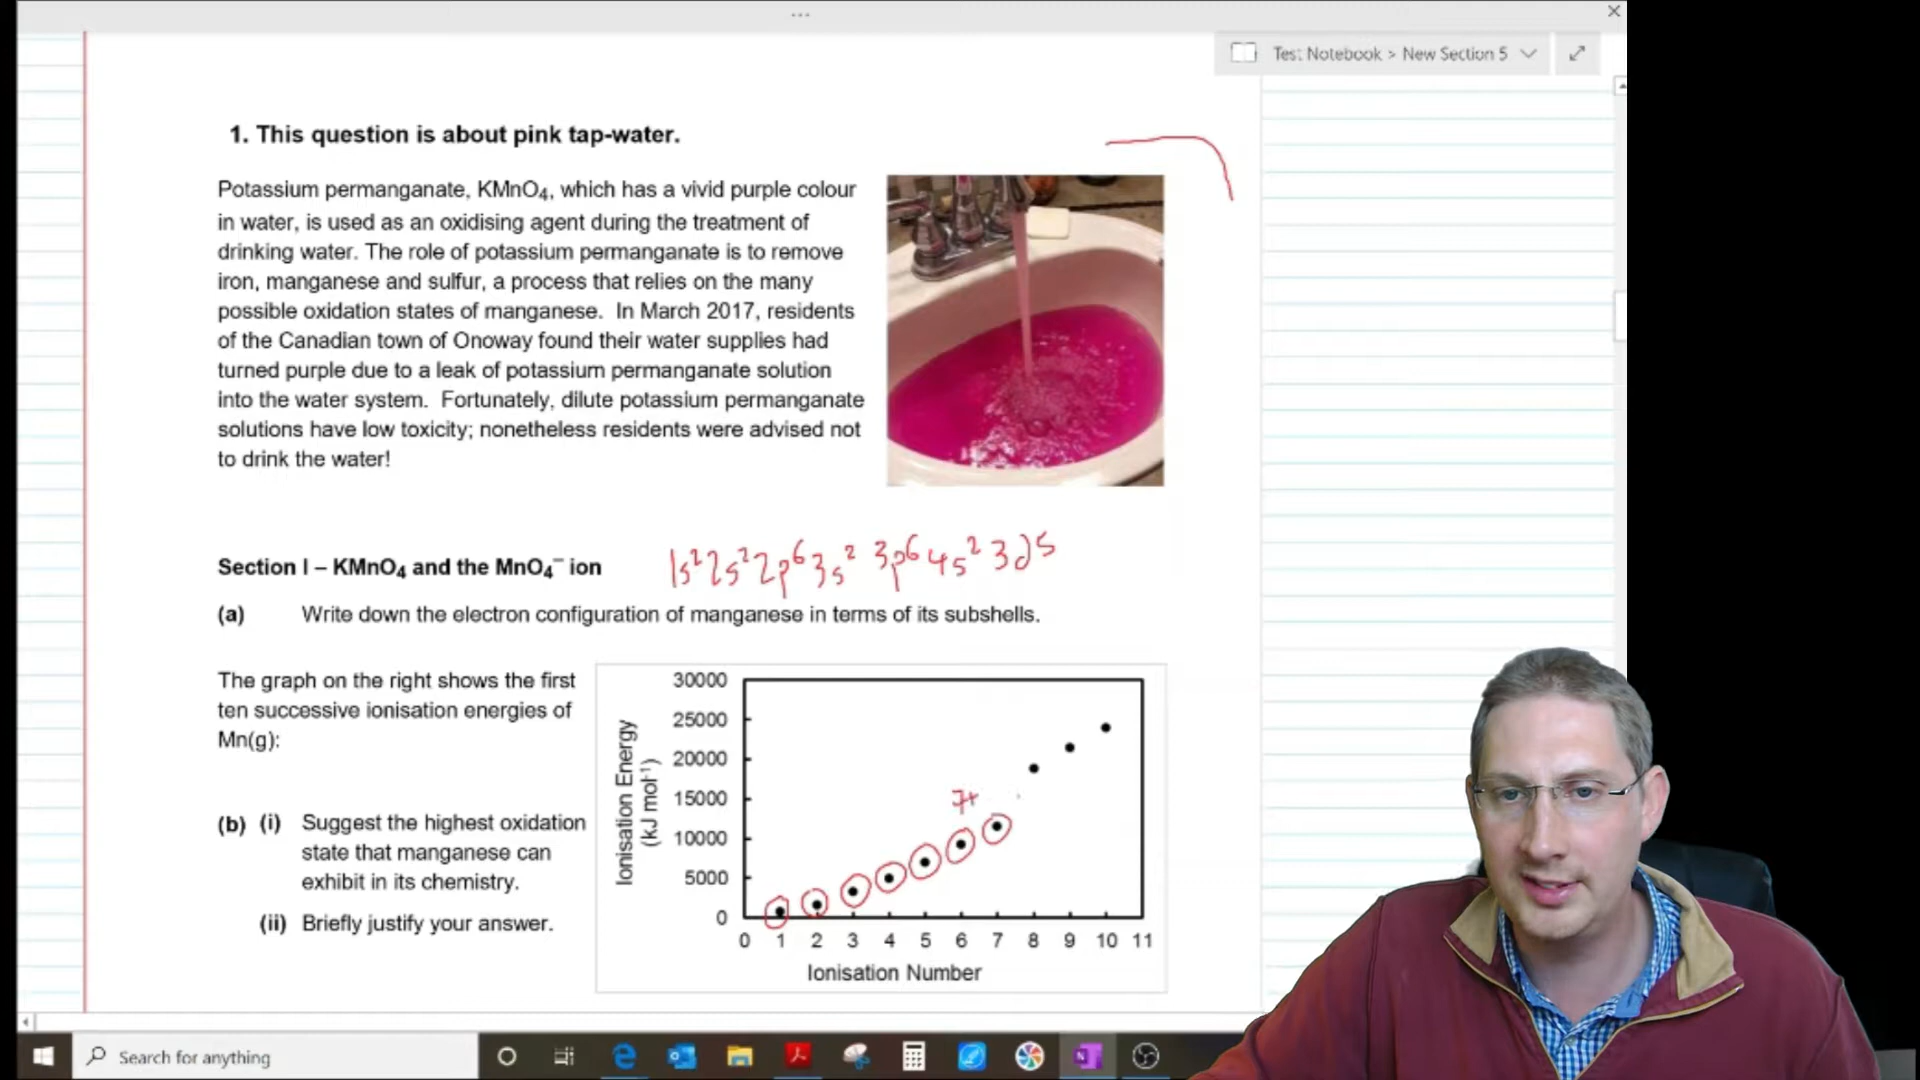 ...
Test Notebook > New Section 5
1. This question is about pink tap-water.
Potassium permanganate, KMnO₄, which has a vivid purple colour
in water, is used as an oxidising agent during the treatment of
drinking water. The role of potassium permanganate is to remove
iron, manganese and sulfur, a process that relies on the many
possible oxidation states of manganese. In March 2017, residents
of the Canadian town of Onoway found their water supplies had
turned purple due to a leak of potassium permanganate solution
into the water system. Fortunately, dilute potassium permanganate
solutions have low toxicity; nonetheless residents were advised not
to drink the water!
1s² 2s² 2p⁶ 3s² 3p⁶ 4s² 3d⁵
Section I – KMnO₄ and the MnO₄⁻ ion
(a) Write down the electron configuration of manganese in terms of its subshells.
The graph on the right shows the first
ten successive ionisation energies of
Mn(g):
(b) (i) Suggest the highest oxidation
state that manganese can
exhibit in its chemistry.
(ii) Briefly justify your answer.
Ionisation Energy
(kJ mol⁻¹)
30000
25000
20000
15000
10000
5000
0
7+
0 1 2 3 4 5 6 7 8 9 10 11
Ionisation Number
Search for anything